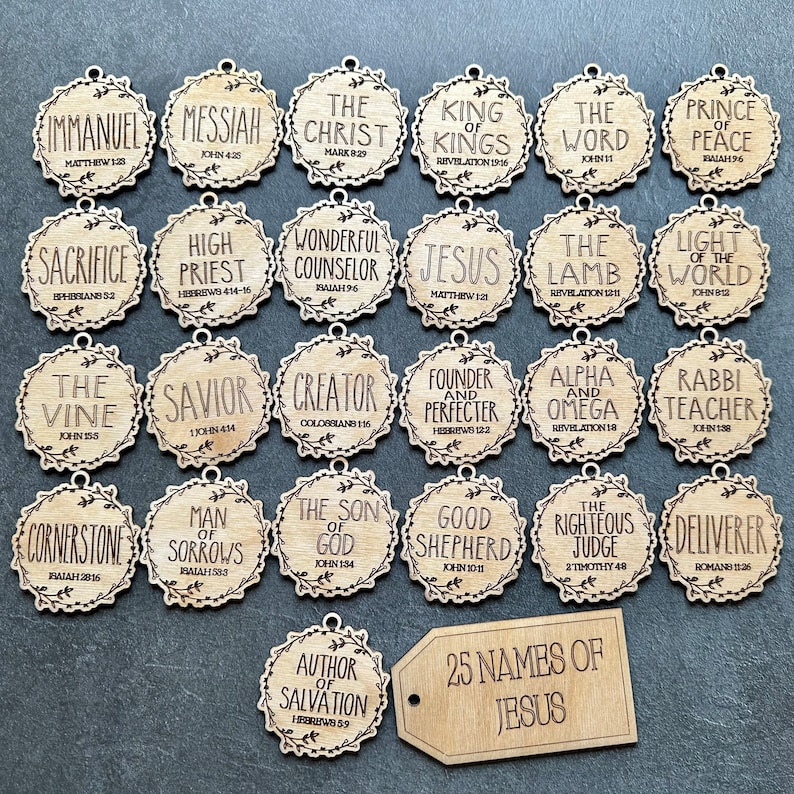 IMMANUEL
MATTHEW 1:23
MESSIAH
JOHN 4:25
THE
CHRIST
MARK 8:29
KING
OF
KINGS
REVELATION 19:16
THE
WORD
JOHN 1:1
PRINCE
OF
PEACE
ISAIAH 9:6
SACRIFICE
EPHESIANS 5:2
HIGH
PRIEST
HEBREWS 4:14-16
WONDERFUL
COUNSELOR
ISAIAH 9:6
JESUS
MATTHEW 1:21
THE
LAMB
REVELATION 12:11
LIGHT
OF THE
WORLD
JOHN 8:12
THE
VINE
JOHN 15:5
SAVIOR
1 JOHN 4:14
CREATOR
COLOSSIANS 1:16
FOUNDER
AND
PERFECTER
HEBREWS 12:2
ALPHA
AND
OMEGA
REVELATION 1:8
RABBI
TEACHER
JOHN 1:38
CORNERSTONE
ISAIAH 28:16
MAN
OF
SORROWS
ISAIAH 53:3
THE SON
OF
GOD
JOHN 1:34
GOOD
SHEPHERD
JOHN 10:11
THE
RIGHTEOUS
JUDGE
2 TIMOTHY 4:8
DELIVERER
ROMANS 11:26
AUTHOR
OF
SALVATION
HEBREWS 5:9
25 NAMES OF
JESUS